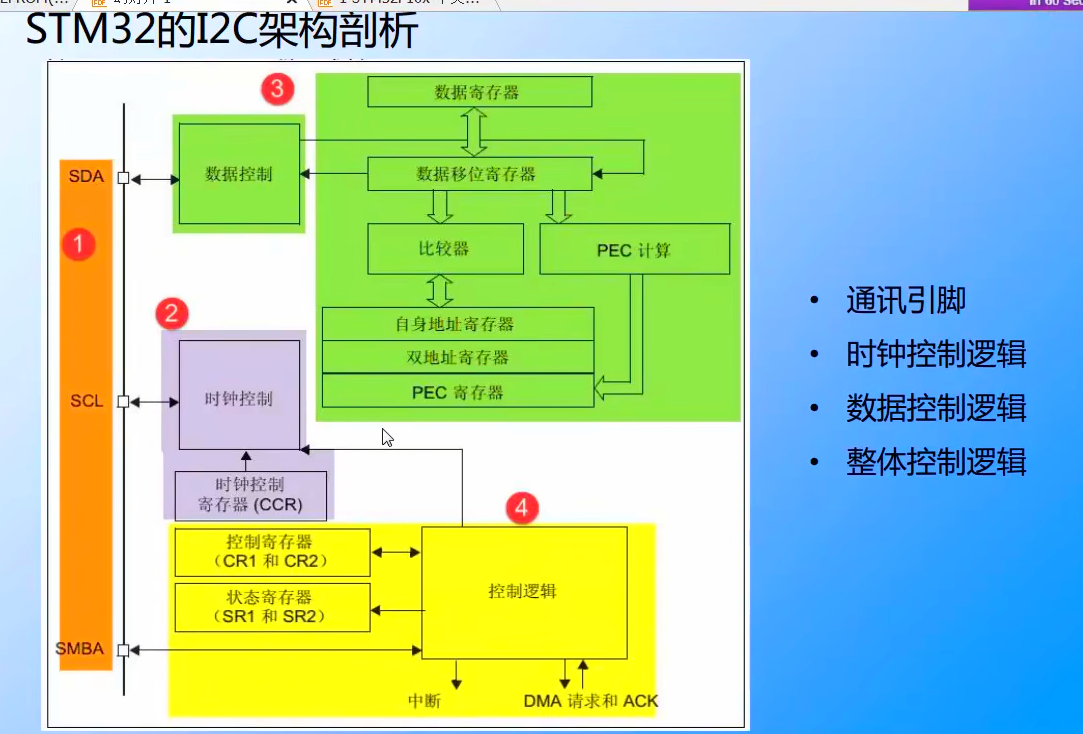 STM32的I2C架构剖析
3
数据寄存器
数据控制
数据移位寄存器
SDA
1
比较器
PEC 计算
2
自身地址寄存器
双地址寄存器
PEC 寄存器
SCL
时钟控制
时钟控制
寄存器 (CCR)
4
控制寄存器
（CR1 和 CR2）
控制逻辑
状态寄存器
（SR1 和 SR2）
SMBA
中断
DMA 请求和 ACK
• 通讯引脚
• 时钟控制逻辑
• 数据控制逻辑
• 整体控制逻辑